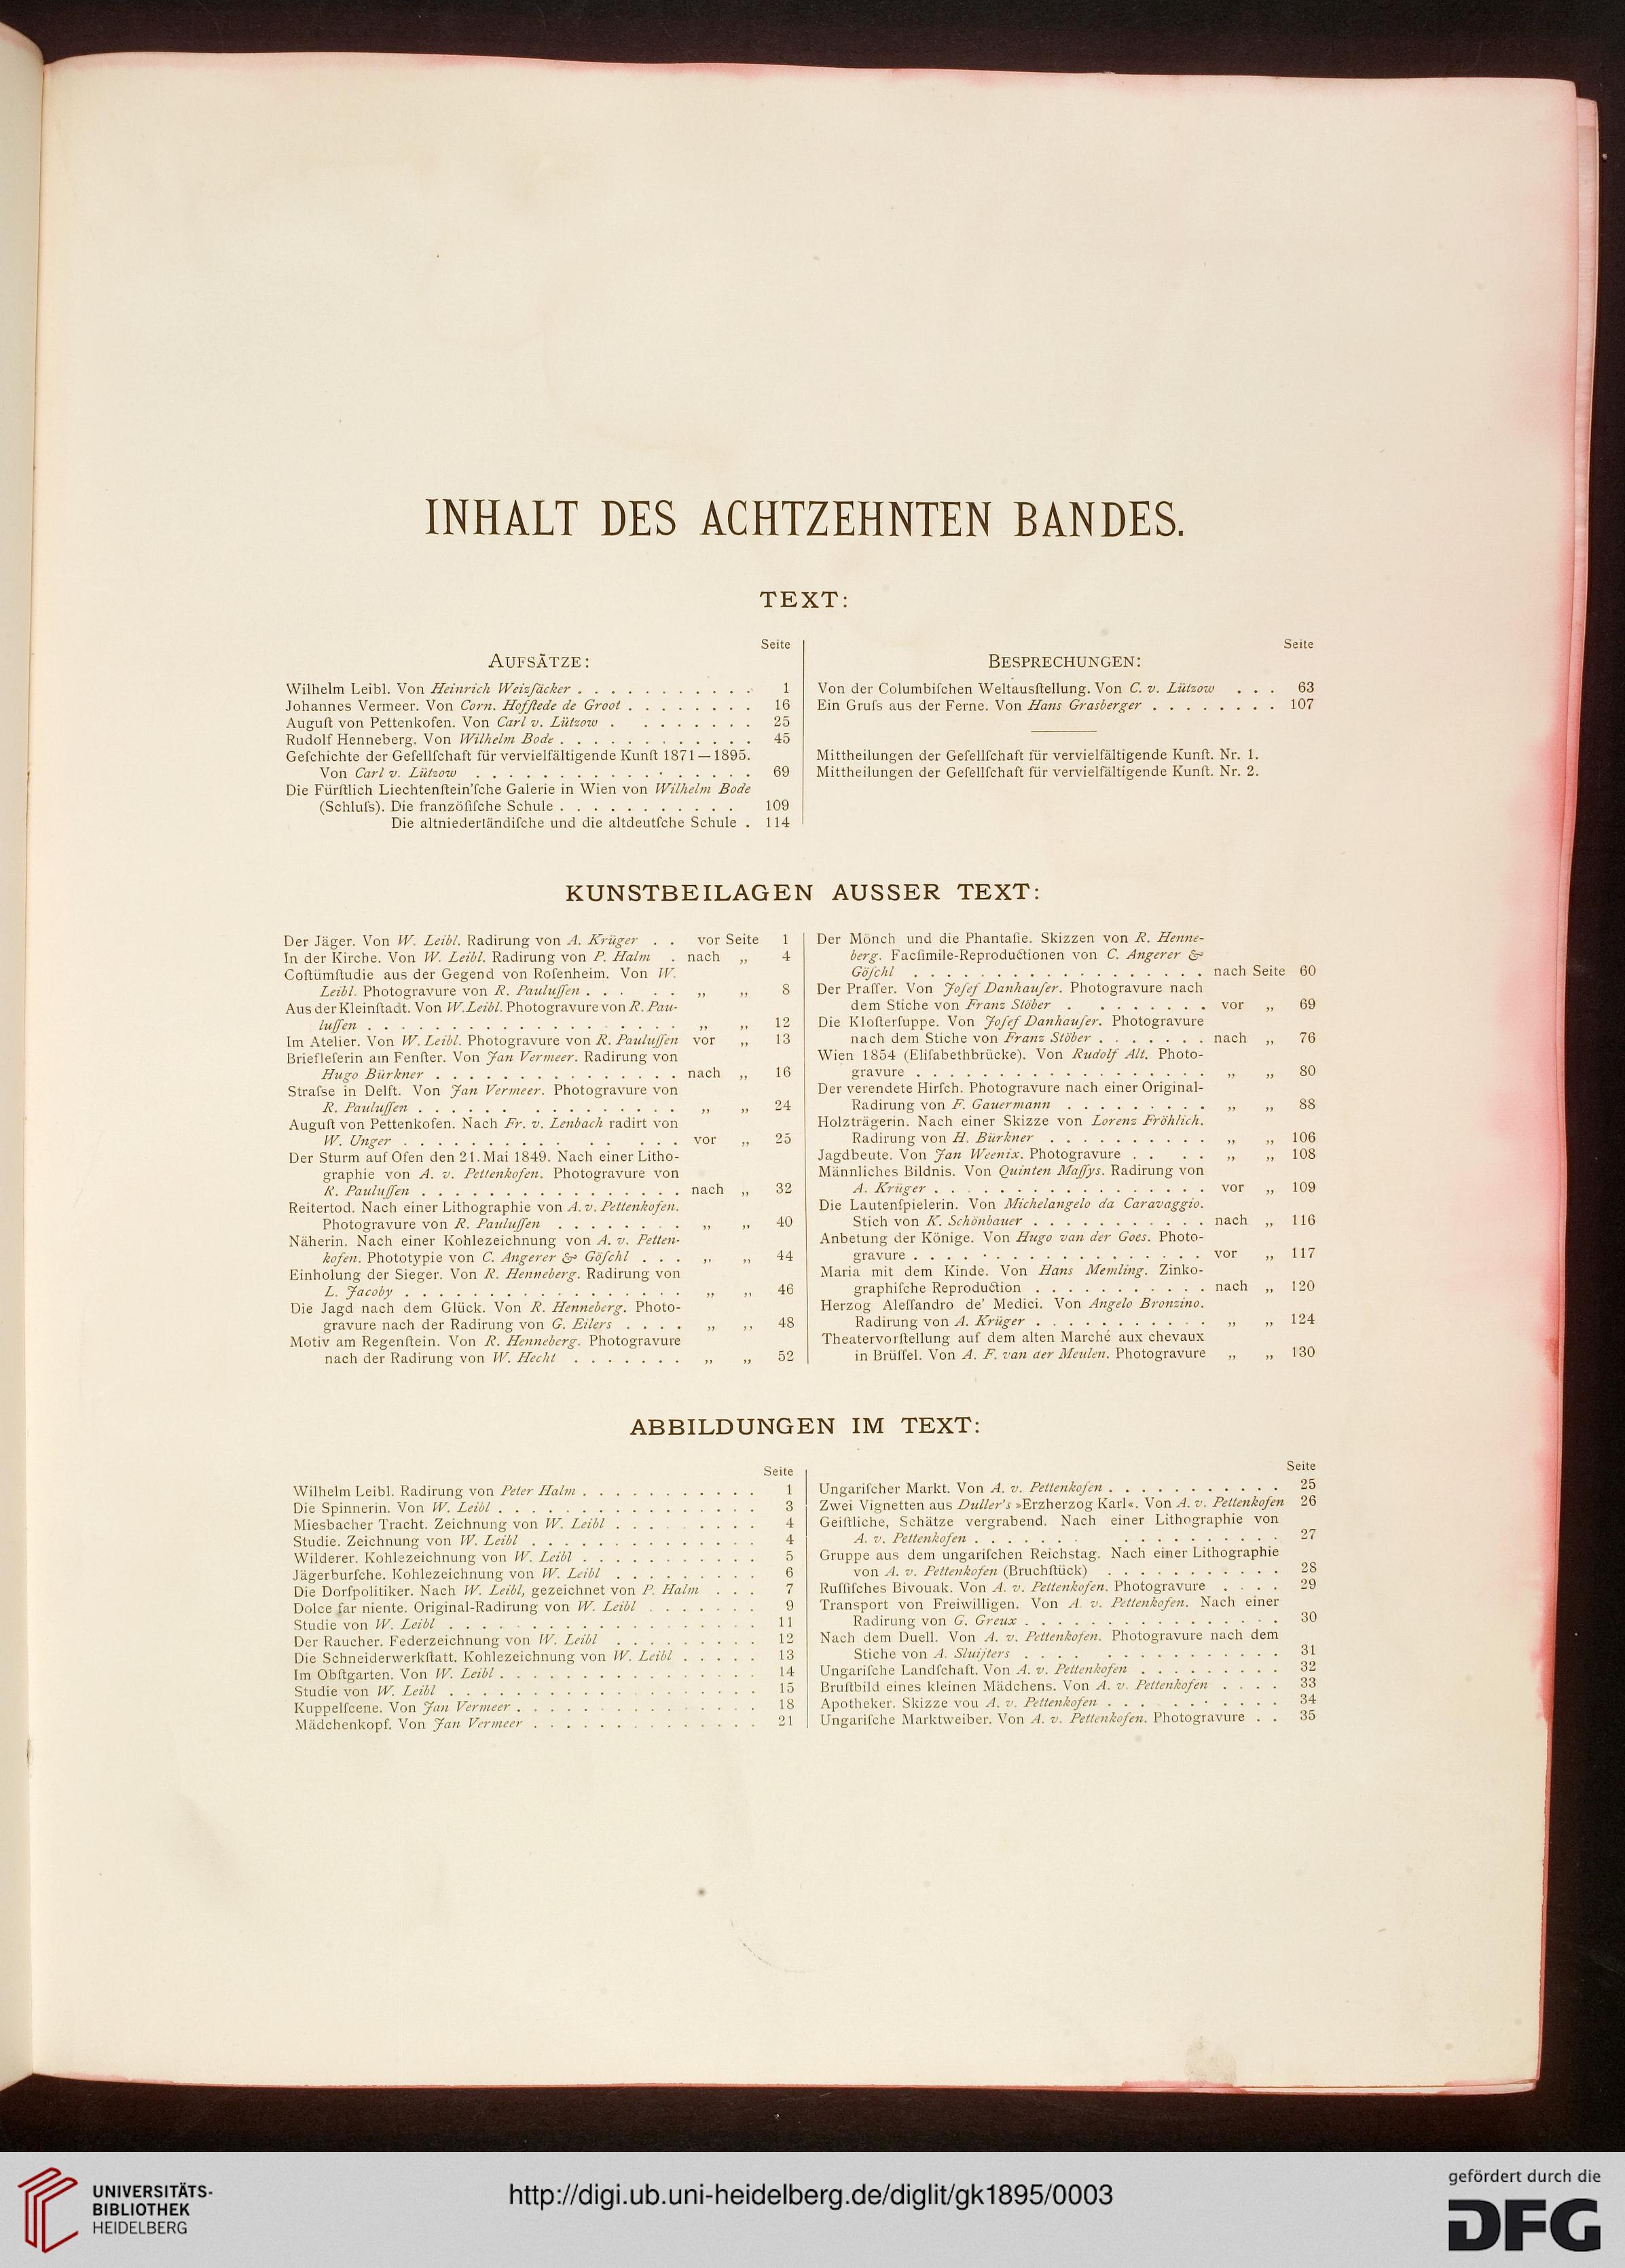 INHALT DES ACHTZEHNTEN BANDES.
TEXT:
Seite
AUFSÄTZE:
Wilhelm Leibl. Von Heinrich Weizſäcker . . . . . . . . . . . . 1
Johannes Vermeer. Von Corn. Hofſtede de Groot . . . . . . . . 16
Auguſt von Pettenkofen. Von Carl v. Lützow . . . . . . . . 25
Rudolf Henneberg. Von Wilhelm Bode . . . . . . . . . . . . 45
Geſchichte der Geſellſchaft für vervielfältigende Kunſt 1871—1895.
Von Carl v. Lützow . . . . . . . . . . . . . . . . . 69
Die Fürſtlich Liechtenſtein'ſche Galerie in Wien von Wilhelm Bode
(Schluſs). Die franzöſiſche Schule . . . . . . . . . . . 109
Die altniederländiſche und die altdeutſche Schule . 114
Seite
BESPRECHUNGEN:
Von der Columbiſchen Weltausſtellung. Von C. v. Lützow . . . 63
Ein Gruſs aus der Ferne. Von Hans Grasberger . . . . . . . . 107
Mittheilungen der Geſellſchaft für vervielfältigende Kunſt. Nr. 1.
Mittheilungen der Geſellſchaft für vervielfältigende Kunſt. Nr. 2.
KUNSTBEILAGEN AUSSER TEXT:
Der Jäger. Von W. Leibl. Radirung von A. Krüger . . vor Seite 1
In der Kirche. Von W. Leibl. Radirung von P. Halm . nach „ 4
Coſtümſtudie aus der Gegend von Roſenheim. Von W.
Leibl. Photogravure von R. Pauluſſen . . . . . . „ „ 8
Aus der Kleinſtadt. Von W. Leibl. Photogravure von R. Pau-
luſſen . . . . . . . . . . . . . . . . . . . „ „ 12
Im Atelier. Von W. Leibl. Photogravure von R. Pauluſſen vor „ 13
Briefleſerin am Fenſter. Von Jan Vermeer. Radirung von
Hugo Bürkner . . . . . . . . . . . . . . . nach „ 16
Straſse in Delft. Von Jan Vermeer. Photogravure von
R. Pauluſſen . . . . . . . . . . . . . . . „ „ 24
Auguſt von Pettenkofen. Nach Fr. v. Lenbach radirt von
W. Unger . . . . . . . . . . . . . . . . vor „ 25
Der Sturm auf Ofen den 21. Mai 1849. Nach einer Litho-
graphie von A. v. Pettenkofen. Photogravure von
R. Pauluſſen . . . . . . . . . . . . . . . . nach „ 32
Reitertod. Nach einer Lithographie von A. v. Pettenkofen.
Photogravure von R. Pauluſſen . . . . . . . . „ „ 40
Näherin. Nach einer Kohlezeichnung von A. v. Petten-
kofen. Phototypie von C. Angerer & Göſchl . . . „ „ 44
Einholung der Sieger. Von R. Henneberg. Radirung von
L. Jacoby . . . . . . . . . . . . . . . . . „ „ 46
Die Jagd nach dem Glück. Von R. Henneberg. Photo-
gravure nach der Radirung von G. Eilers . . . . „ „ 48
Motiv am Regenſtein. Von R. Henneberg. Photogravure
nach der Radirung von W. Hecht . . . . . . . „ „ 52
Der Mönch und die Phantaſie. Skizzen von R. Henne-
berg. Facſimile-Reproductionen von C. Angerer &
Göſchl . . . . . . . . . . . . . . . . . . nach Seite 60
Der Praſſer. Von Joſef Danhauſer. Photogravure nach
dem Stiche von Franz Stöber . . . . . . . . vor „ 69
Die Kloſterſuppe. Von Joſef Danhauſer. Photogravure
nach dem Stiche von Franz Stöber . . . . . . . nach „ 76
Wien 1854 (Eliſabethbrücke). Von Rudolf Alt. Photo-
gravure . . . . . . . . . . . . . . . . . . „ „ 80
Der verendete Hirſch. Photogravure nach einer Original-
Radirung von F. Gauermann . . . . . . . . . „ „ 88
Holzträgerin. Nach einer Skizze von Lorenz Fröhlich.
Radirung von H. Bürkner . . . . . . . . . . „ „ 106
Jagdbeute. Von Jan Weenix. Photogravure . . . . „ „ 108
Männliches Bildnis. Von Quinten Maſſys. Radirung von
A. Krüger . . . . . . . . . . . . . . . . . vor „ 109
Die Lautenſpielerin. Von Michelangelo da Caravaggio.
Stich von K. Schönbauer . . . . . . . . . . . nach „ 116
Anbetung der Könige. Von Hugo van der Goes. Photo-
gravure . . . . . . . . . . . . . . . . . . vor „ 117
Maria mit dem Kinde. Von Hans Memling. Zinko-
graphiſche Reproduction . . . . . . . . . . . nach „ 120
Herzog Aleſſandro de' Medici. Von Angelo Bronzino.
Radirung von A. Krüger . . . . . . . . . . . „ „ 124
Theatervorſtellung auf dem alten Marché aux chevaux
in Brüſſel. Von A. F. van der Meulen. Photogravure „ „ 130
ABBILDUNGEN IM TEXT:
Seite
Wilhelm Leibl. Radirung von Peter Halm . . . . . . . . . . . 1
Die Spinnerin. Von W. Leibl . . . . . . . . . . . . . . . . 3
Miesbacher Tracht. Zeichnung von W. Leibl . . . . . . . . . 4
Studie. Zeichnung von W. Leibl . . . . . . . . . . . . . . 4
Wilderer. Kohlezeichnung von W. Leibl . . . . . . . . . . . 5
Jägerburſche. Kohlezeichnung von W. Leibl . . . . . . . . . 6
Die Dorfpolitiker. Nach W. Leibl, gezeichnet von P. Halm . . . 7
Dolce far niente. Original-Radirung von W. Leibl . . . . . . . 9
Studie von W. Leibl . . . . . . . . . . . . . . . . . . . 11
Der Raucher. Federzeichnung von W. Leibl . . . . . . . . . 12
Die Schneiderwerkſtatt. Kohlezeichnung von W. Leibl . . . . . 13
Im Obſtgarten. Von W. Leibl . . . . . . . . . . . . . . . . 14
Studie von W. Leibl . . . . . . . . . . . . . . . . . . . 15
Kuppelſcene. Von Jan Vermeer . . . . . . . . . . . . . . . 18
Mädchenkopf. Von Jan Vermeer . . . . . . . . . . . . . . 21
Seite
Ungariſcher Markt. Von A. v. Pettenkofen . . . . . . . . . . . 25
Zwei Vignetten aus Duller's »Erzherzog Karl«. Von A. v. Pettenkofen 26
Geiſtliche, Schätze vergrabend. Nach einer Lithographie von
A. v. Pettenkofen . . . . . . . . . . . . . . . . . . 27
Gruppe aus dem ungariſchen Reichstag. Nach einer Lithographie
von A. v. Pettenkofen (Bruchſtück) . . . . . . . . . . . 28
Ruſſiſches Bivouak. Von A. v. Pettenkofen. Photogravure . . . . 29
Transport von Freiwilligen. Von A. v. Pettenkofen. Nach einer
Radirung von G. Greux . . . . . . . . . . . . . . . . 30
Nach dem Duell. Von A. v. Pettenkofen. Photogravure nach dem
Stiche von A. Sluijters . . . . . . . . . . . . . . . 31
Ungariſche Landſchaft. Von A. v. Pettenkofen . . . . . . . . . 32
Bruſtbild eines kleinen Mädchens. Von A. v. Pettenkofen . . . . 33
Apotheker. Skizze vou A. v. Pettenkofen . . . . . . . . . . . 34
Ungariſche Marktweiber. Von A. v. Pettenkofen. Photogravure . . 35
UNIVERSITÄTS-
BIBLIOTHEK
HEIDELBERG
http://digi.ub.uni-heidelberg.de/diglit/gk1895/0003
gefördert durch die
DFG